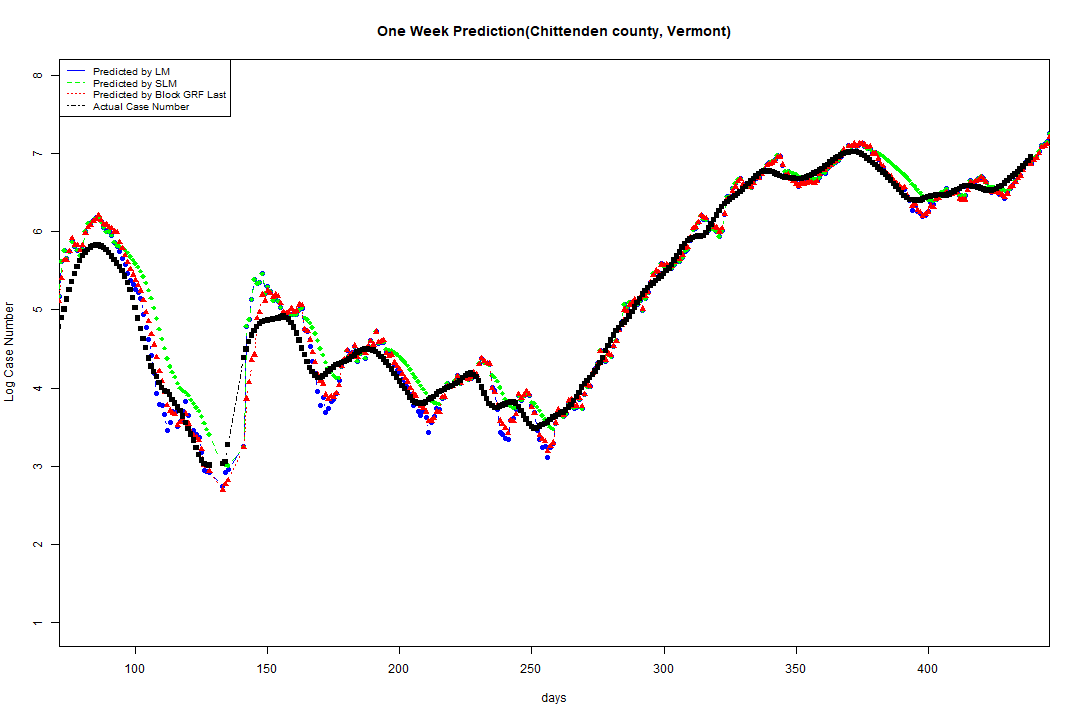 One Week Prediction(Chittenden county, Vermont)
Predicted by LM
Predicted by SLM
Predicted by Block GRF Last
Actual Case Number
8
7
6
5
4
3
2
1
Log Case Number
100 150 200 250 300 350 400
days